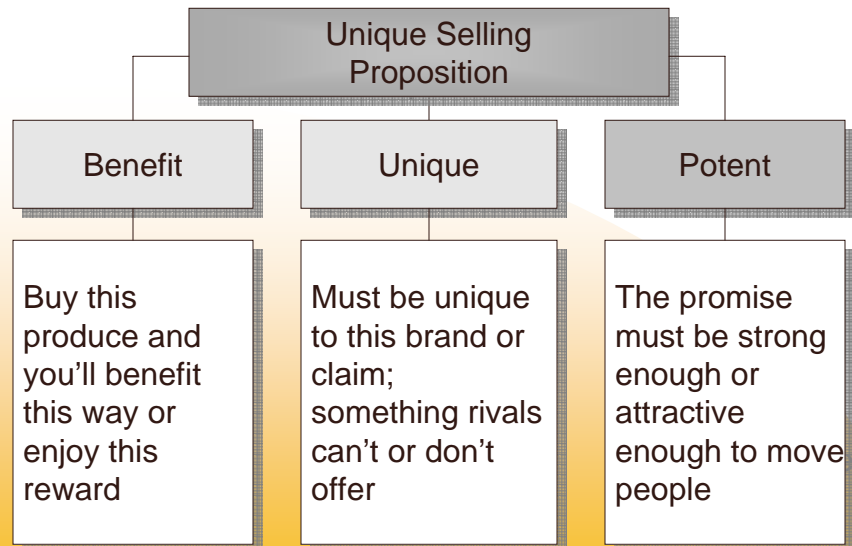 Unique Selling
Proposition
Benefit
Unique
Potent
Buy this
produce and
you'll benefit
this way or
enjoy this
reward
Must be unique
to this brand or
claim;
something rivals
can't or don't
offer
The promise
must be strong
enough or
attractive
enough to move
people